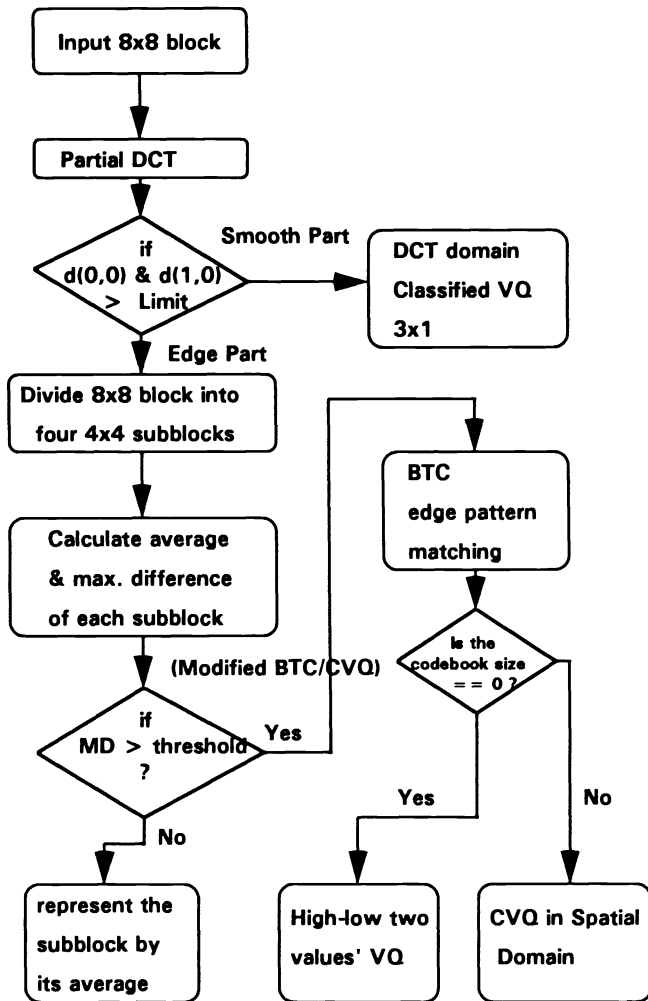 Input 8x8 block
Partial DCT
if
d(0,0) & d(1,0)
> Limit
Smooth Part
DCT domain
Classified VQ
3x1
Edge Part
Divide 8x8 block into
four 4x4 subblocks
Calculate average
& max. difference
of each subblock
BTC
edge pattern
matching
(Modified BTC/CVQ)
if
MD > threshold
?
Yes
Is the
codebook size
== 0 ?
Yes
No
No
represent the
subblock by
its average
High-low two
values' VQ
CVQ in Spatial
Domain